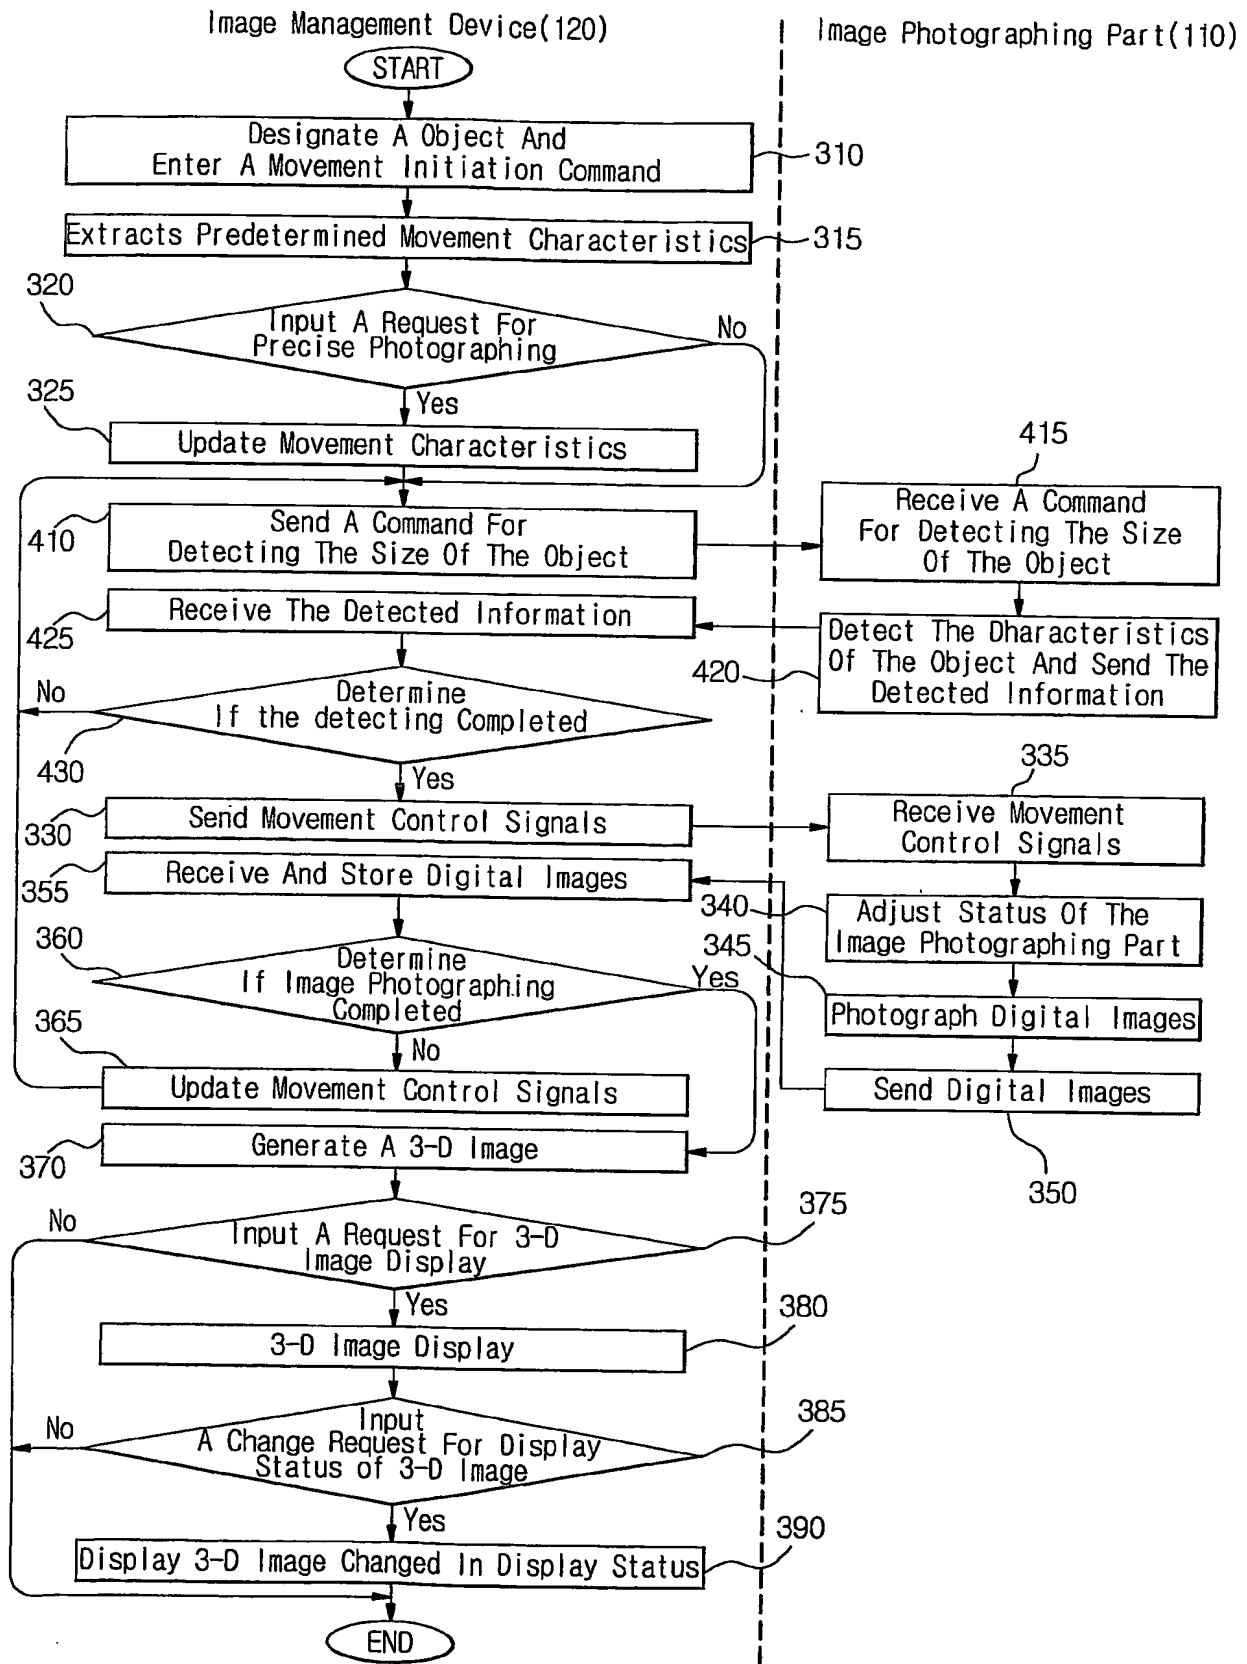 Image Management Device(120)
Image Photographing Part(110)
START
Designate A Object And
Enter A Movement Initiation Command
310
Extracts Predetermined Movement Characteristics
315
320
Input A Request For
Precise Photographing
No
Yes
325
Update Movement Characteristics
410
Send A Command For
Detecting The Size Of The Object
415
Receive A Command
For Detecting The Size
Of The Object
425
Receive The Detected Information
420
Detect The Dharacteristics
Of The Object And Send The
Detected Information
No
Determine
If the detecting Completed
430
Yes
330
Send Movement Control Signals
335
Receive Movement
Control Signals
355
Receive And Store Digital Images
340
Adjust Status Of The
Image Photographing Part
345
Photograph Digital Images
360
Determine
If Image Photographing
Completed
Yes
No
365
Update Movement Control Signals
Send Digital Images
350
370
Generate A 3-D Image
No
Input A Request For 3-D
Image Display
375
Yes
3-D Image Display
380
No
Input
A Change Request For Display
Status of 3-D Image
385
Yes
Display 3-D Image Changed In Display Status
390
END